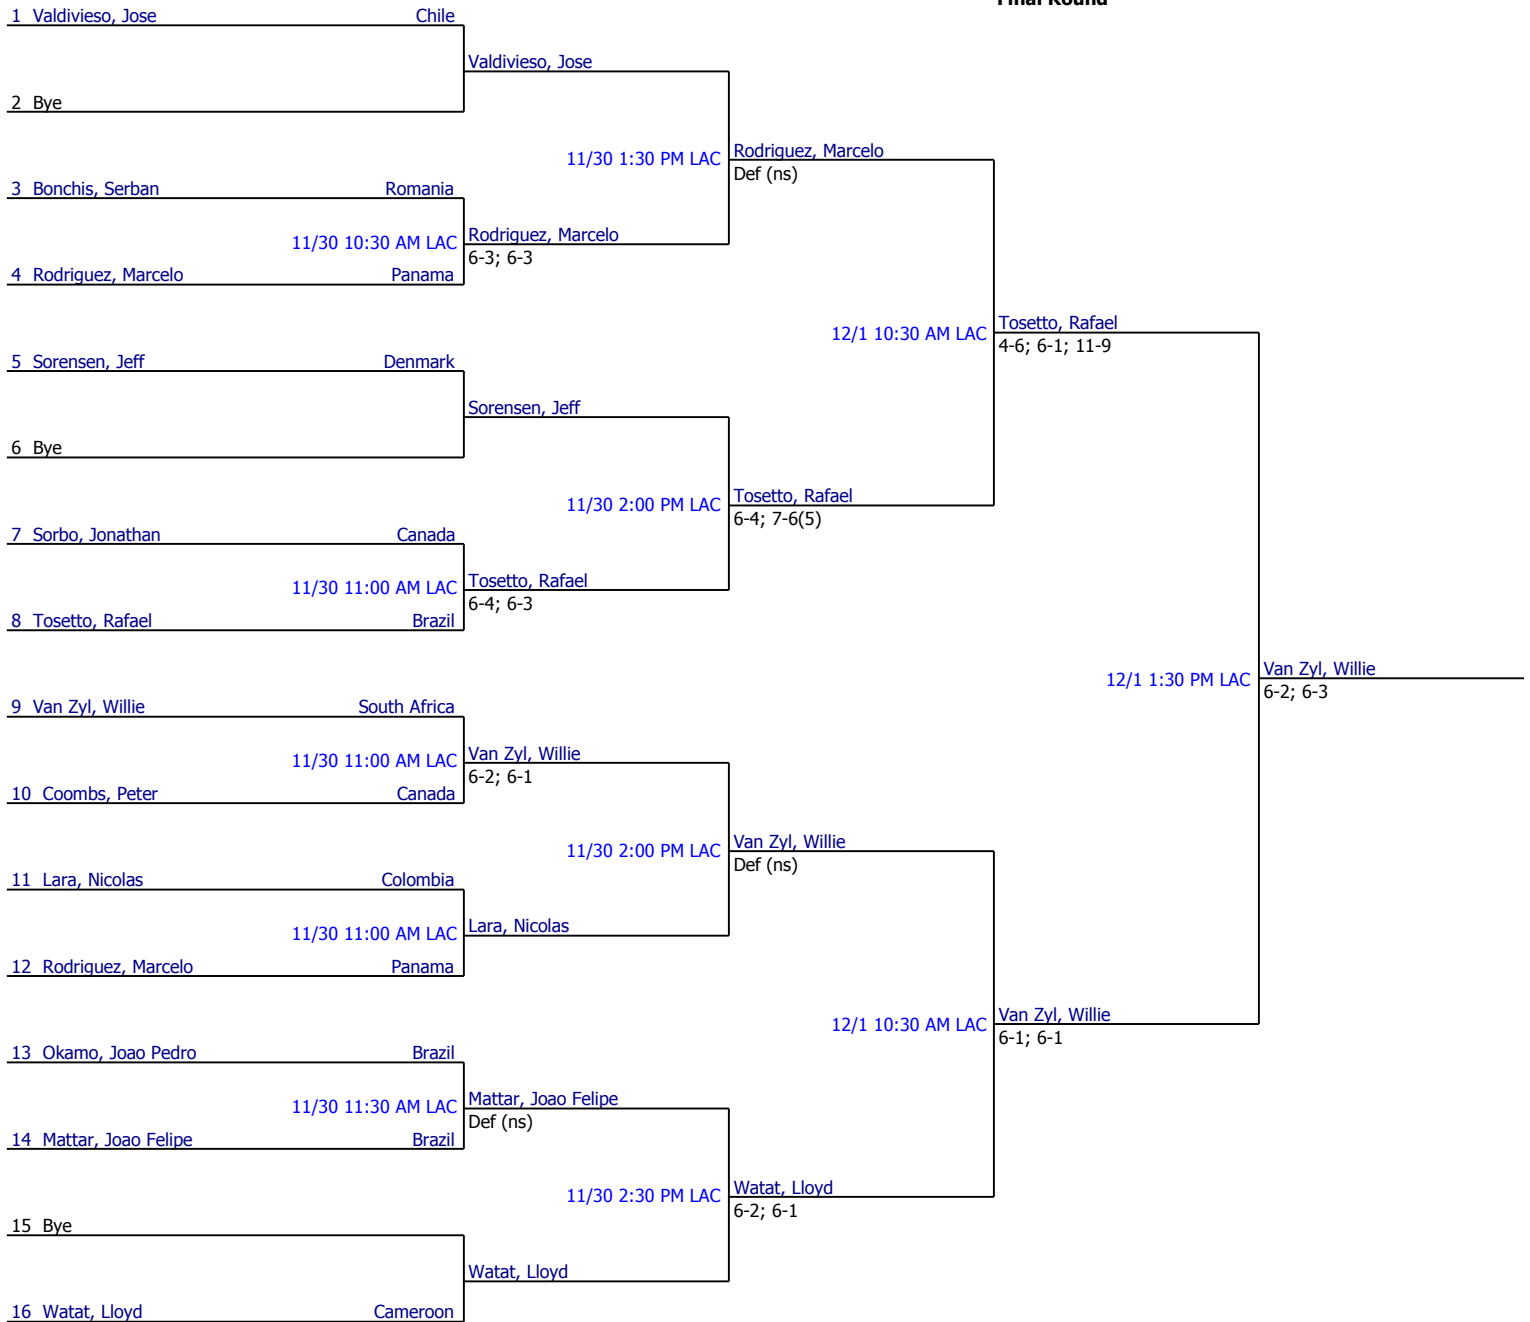 Final Round
1 Valdivieso, Jose Chile
Valdivieso, Jose
2 Bye
11/30 1:30 PM LAC Rodriguez, Marcelo
Def (ns)
3 Bonchis, Serban Romania
11/30 10:30 AM LAC Rodriguez, Marcelo
6-3; 6-3
4 Rodriguez, Marcelo Panama
12/1 10:30 AM LAC Tosetto, Rafael
4-6; 6-1; 11-9
5 Sorensen, Jeff Denmark
Sorensen, Jeff
6 Bye
11/30 2:00 PM LAC Tosetto, Rafael
6-4; 7-6(5)
7 Sorbo, Jonathan Canada
11/30 11:00 AM LAC Tosetto, Rafael
6-4; 6-3
8 Tosetto, Rafael Brazil
12/1 1:30 PM LAC Van Zyl, Willie
6-2; 6-3
9 Van Zyl, Willie South Africa
11/30 11:00 AM LAC Van Zyl, Willie
6-2; 6-1
10 Coombs, Peter Canada
11/30 2:00 PM LAC Van Zyl, Willie
Def (ns)
11 Lara, Nicolas Colombia
11/30 11:00 AM LAC Lara, Nicolas
12 Rodriguez, Marcelo Panama
12/1 10:30 AM LAC Van Zyl, Willie
6-1; 6-1
13 Okamo, Joao Pedro Brazil
11/30 11:30 AM LAC Mattar, Joao Felipe
Def (ns)
14 Mattar, Joao Felipe Brazil
11/30 2:30 PM LAC Watat, Lloyd
6-2; 6-1
15 Bye
Watat, Lloyd
16 Watat, Lloyd Cameroon